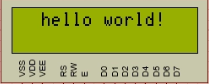 hello world!
VSS VDD VEE RS RW E D0 D1 D2 D3 D4 D5 D6 D7